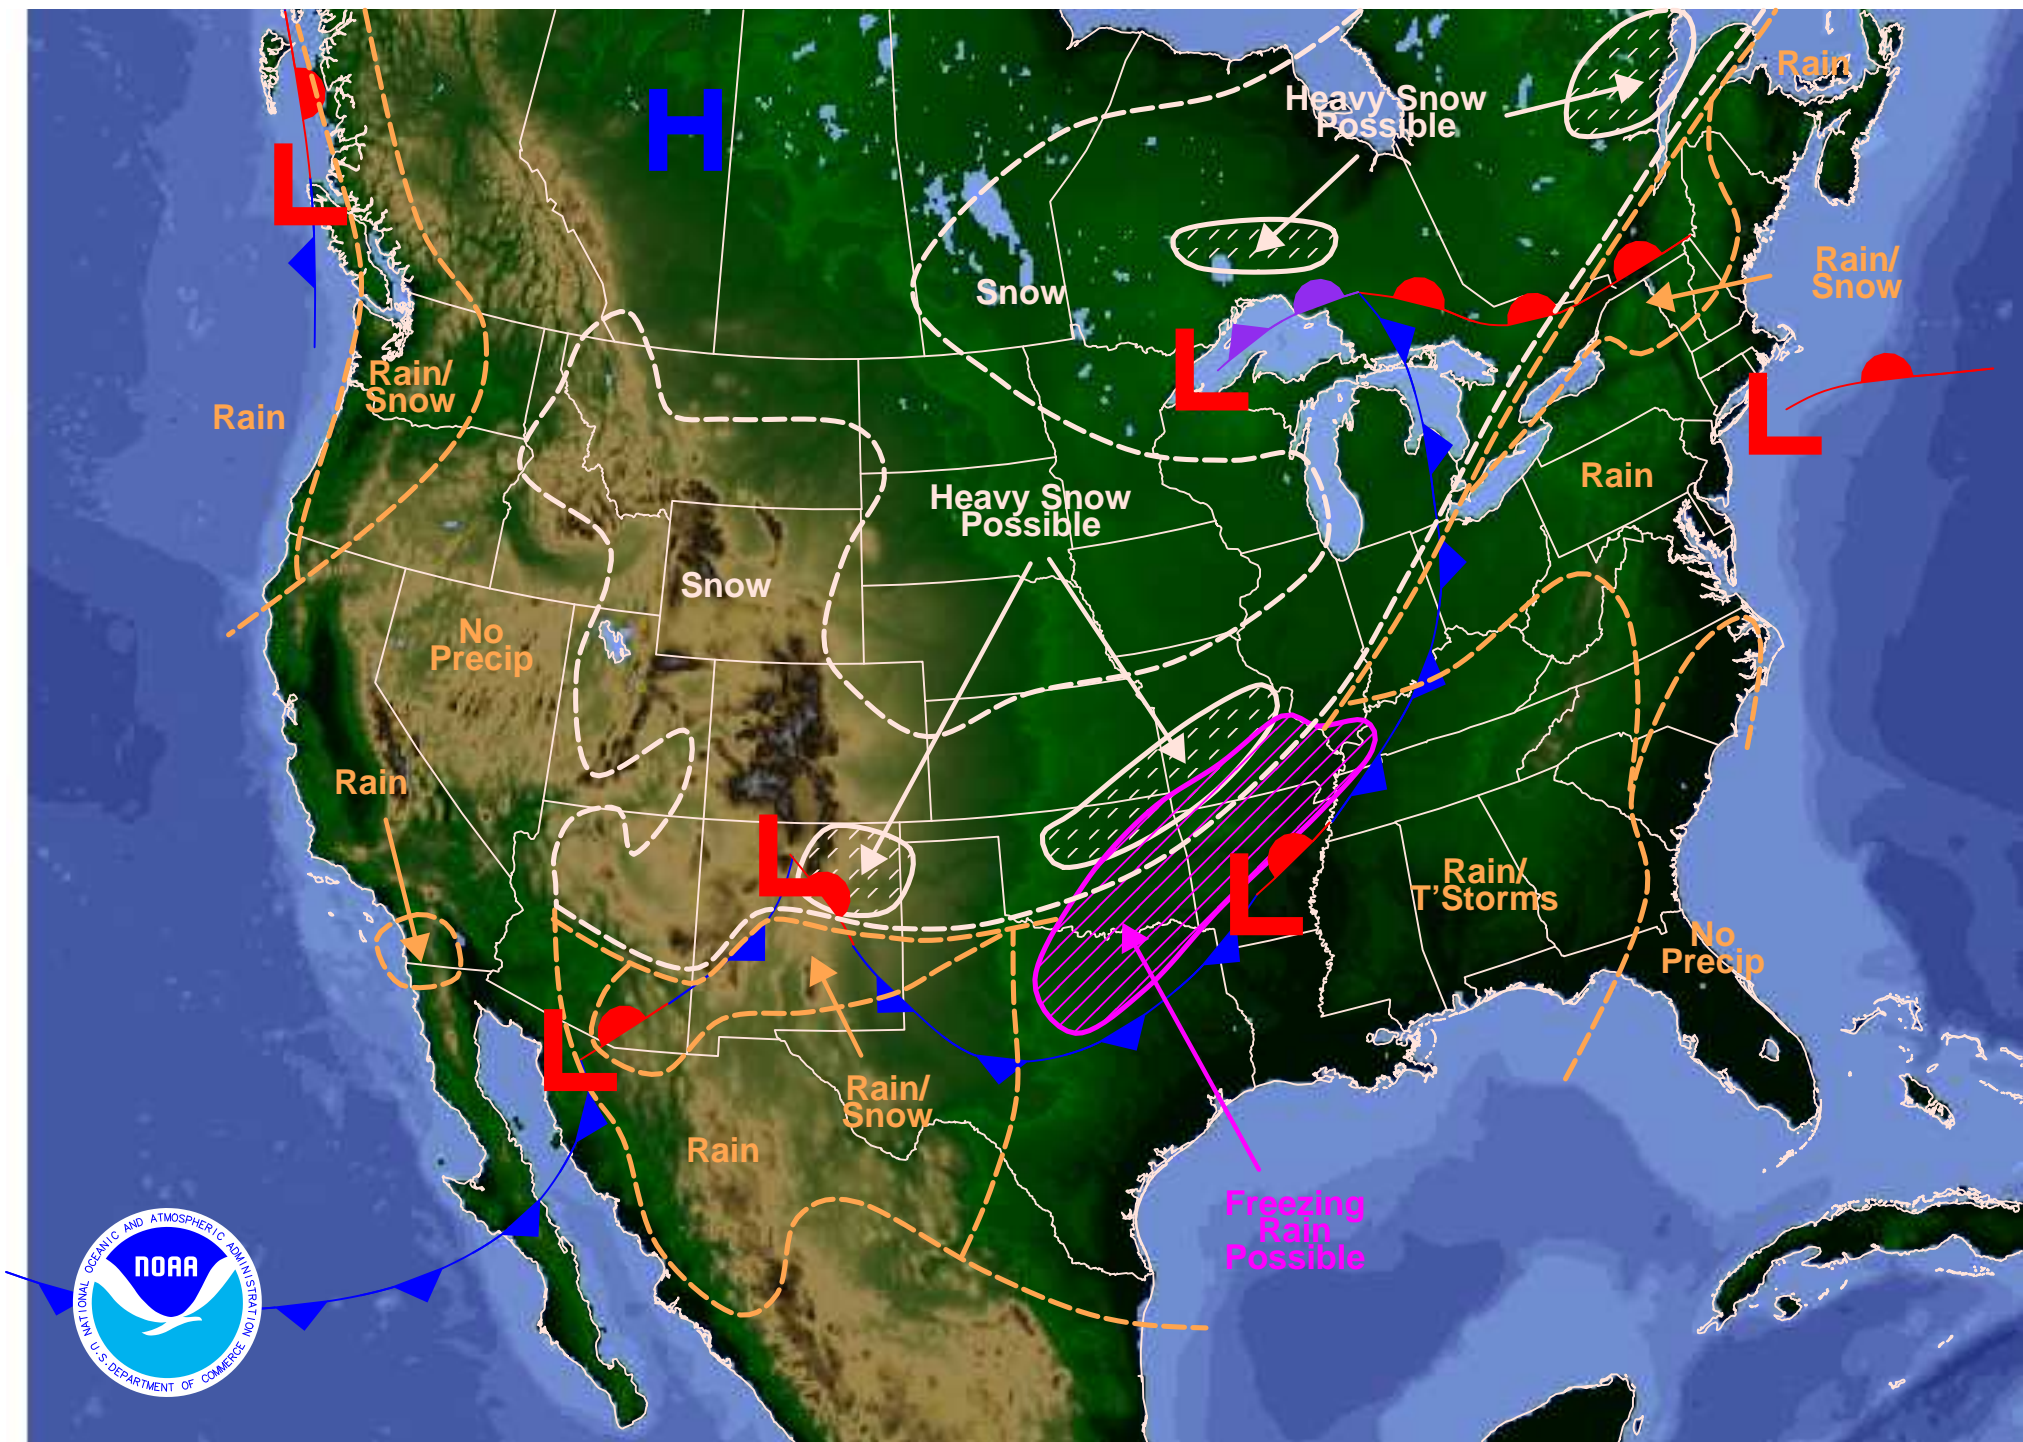 Rain
Heavy Snow
Possible
H
L
Rain/
Snow
Snow
L
Rain/
Snow
Rain
L
L
Rain
Heavy Snow
Possible
Snow
No
Precip
Rain
L
L
Rain/
T'Storms
No
Precip
L
Rain/
Snow
Rain
Freezing
Rain
Possible
NOAA
NATIONAL OCEANIC AND ATMOSPHERIC ADMINISTRATION
U.S. DEPARTMENT OF COMMERCE